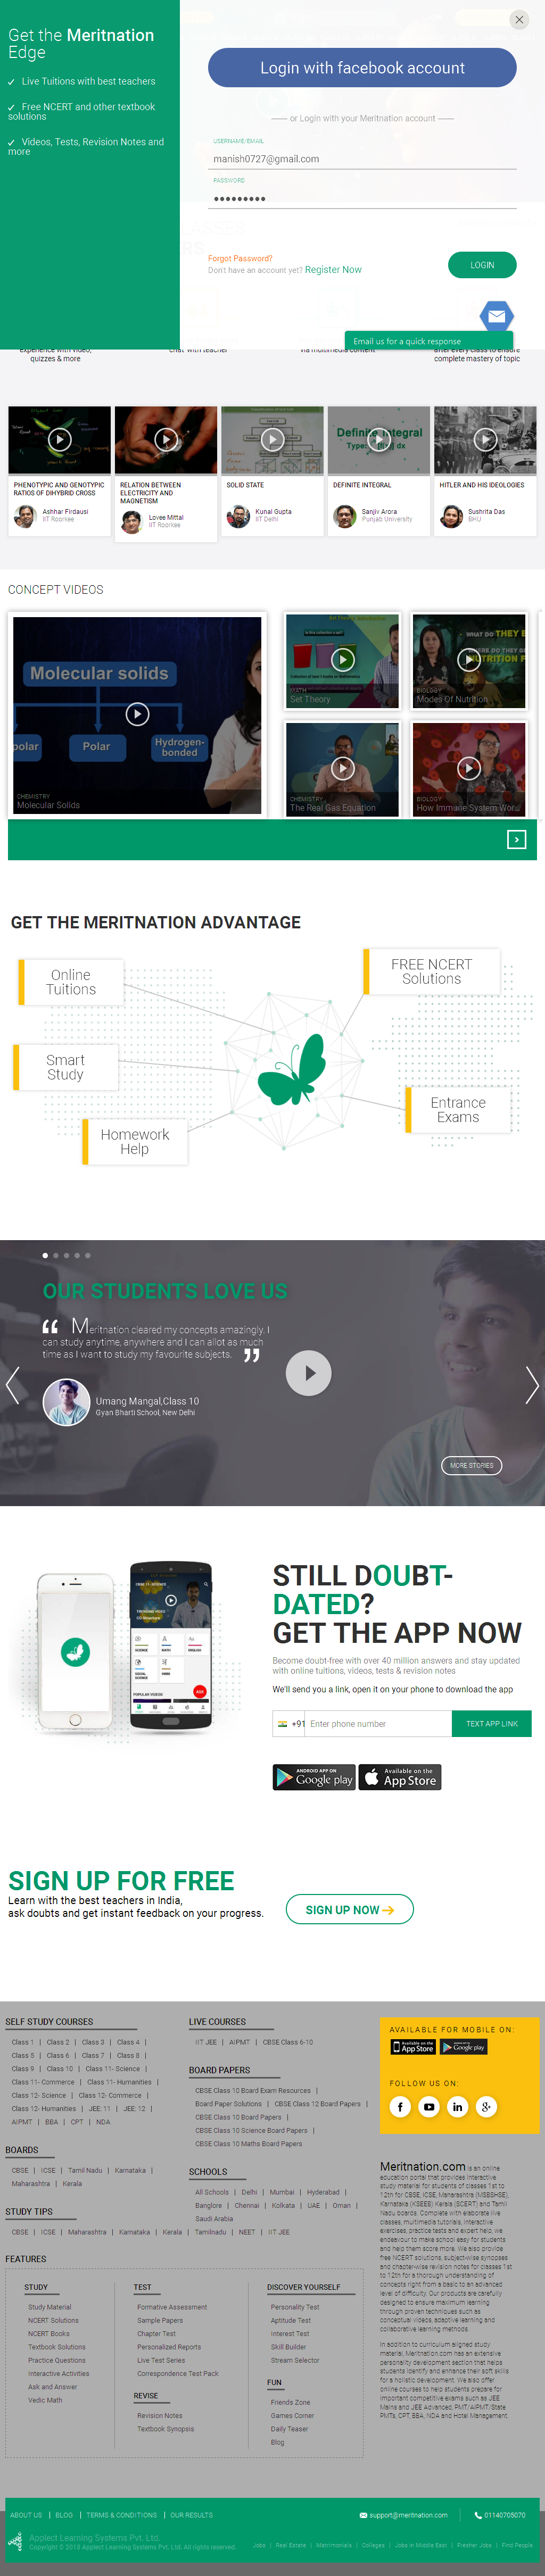 Get the Meritnation
Edge
Live Tuitions with best teachers
Free NCERT and other textbook
solutions
Videos, Tests, Revision Notes and
more
Login with facebook account
or Login with your Meritnation account
USERNAME/EMAIL
manish0727@gmail.com
PASSWORD
Forgot Password?
Don't have an account yet? Register Now
LOGIN
Email us for a quick response
experience with video,
quizzes & more
chat with teacher
via multimedia content
after every class to ensure
complete mastery of topic
PHENOTYPIC AND GENOTYPIC
RATIOS OF DIHYBRID CROSS
Ashhar Firdausi
IIT Roorkee
RELATION BETWEEN
ELECTRICITY AND
MAGNETISM
Lovee Mittal
IIT Roorkee
SOLID STATE
Kunal Gupta
IIT Delhi
Definite Integral
DEFINITE INTEGRAL
Sanjiv Arora
Punjab University
HITLER AND HIS IDEOLOGIES
Sushrita Das
BHU
CONCEPT VIDEOS
Molecular solids
polar
Polar
Hydrogen-
bonded
CHEMISTRY
Molecular Solids
MATH
Set Theory
WHAT DO THEY E
BIOLOGY
Modes Of Nutrition
CHEMISTRY
The Real Gas Equation
BIOLOGY
How Immune System Wor...
GET THE MERITNATION ADVANTAGE
Online
Tuitions
FREE NCERT
Solutions
Smart
Study
Entrance
Exams
Homework
Help
OUR STUDENTS LOVE US
“ Meritnation cleared my concepts amazingly. I
can study anytime, anywhere and I can allot as much
time as I want to study my favourite subjects. ”
Umang Mangal,Class 10
Gyan Bharti School, New Delhi
MORE STORIES
STILL DOUBT-
DATED?
GET THE APP NOW
Become doubt-free with over 40 million answers and stay updated
with online tuitions, videos, tests & revision notes
We'll send you a link, open it on your phone to download the app
+91
Enter phone number
TEXT APP LINK
ANDROID APP ON
Google play
Available on the
App Store
SIGN UP FOR FREE
Learn with the best teachers in India,
ask doubts and get instant feedback on your progress.
SIGN UP NOW
SELF STUDY COURSES
Class 1 | Class 2 | Class 3 | Class 4 |
Class 5 | Class 6 | Class 7 | Class 8 |
Class 9 | Class 10 | Class 11- Science |
Class 11- Commerce | Class 11- Humanities |
Class 12- Science | Class 12- Commerce |
Class 12- Humanities | JEE: 11 | JEE: 12 |
AIPMT | BBA | CPT | NDA
BOARDS
CBSE | ICSE | Tamil Nadu | Karnataka |
Maharashtra | Kerala
STUDY TIPS
CBSE | ICSE | Maharashtra | Karnataka | Kerala | Tamilnadu | NEET | IIT JEE
LIVE COURSES
IIT JEE | AIPMT | CBSE Class 6-10
BOARD PAPERS
CBSE Class 10 Board Exam Resources |
Board Paper Solutions | CBSE Class 12 Board Papers |
CBSE Class 10 Board Papers |
CBSE Class 10 Science Board Papers |
CBSE Class 10 Maths Board Papers
SCHOOLS
All Schools | Delhi | Mumbai | Hyderabad |
Banglore | Chennai | Kolkata | UAE | Oman |
Saudi Arabia
FEATURES
STUDY
Study Material
NCERT Solutions
NCERT Books
Textbook Solutions
Practice Questions
Interactive Activities
Ask and Answer
Vedic Math
TEST
Formative Assessment
Sample Papers
Chapter Test
Personalized Reports
Live Test Series
Correspondence Test Pack
REVISE
Revision Notes
Textbook Synopsis
DISCOVER YOURSELF
Personality Test
Aptitude Test
Interest Test
Skill Builder
Stream Selector
FUN
Friends Zone
Games Corner
Daily Teaser
Blog
AVAILABLE FOR MOBILE ON:
Available on the
App Store
Google play
FOLLOW US ON:
Meritnation.com is an online
education portal that provides interactive
study material for students of classes 1st to
12th for CBSE, ICSE, Maharashtra (MSBSHSE),
Karnataka (KSEEB) Kerala (SCERT) and Tamil
Nadu boards. Complete with elaborate live
classes, multimedia tutorials, interactive
exercises, practice tests and expert help, we
endeavour to make school easy for students
and help them score more. We also provide
free NCERT solutions, subject-wise synopses
and chapter-wise revision notes for classes 1st
to 12th for a thorough understanding of
concepts right from a basic to an advanced
level of difficulty. Our products are carefully
designed to ensure maximum learning
through proven techniques such as
conceptual videos, adaptive learning and
collaborative learning methods.
In addition to curriculum aligned study
material, Meritnation.com has an extensive
personality development section that helps
students identify and enhance their soft skills
for a holistic development. We also offer
online courses to help students prepare for
important competitive exams such as JEE
Mains and JEE Advanced, PMT/AIPMT/State
PMTs, CPT, BBA, NDA and Hotel Management.
ABOUT US | BLOG | TERMS & CONDITIONS | OUR RESULTS
support@meritnation.com
01140705070
Applect Learning Systems Pvt. Ltd.
Copyright © 2018 Applect Learning Systems Pvt. Ltd. All rights reserved.
Jobs | Real Estate | Matrimonials | Colleges | Jobs in Middle East | Fresher Jobs | Find People